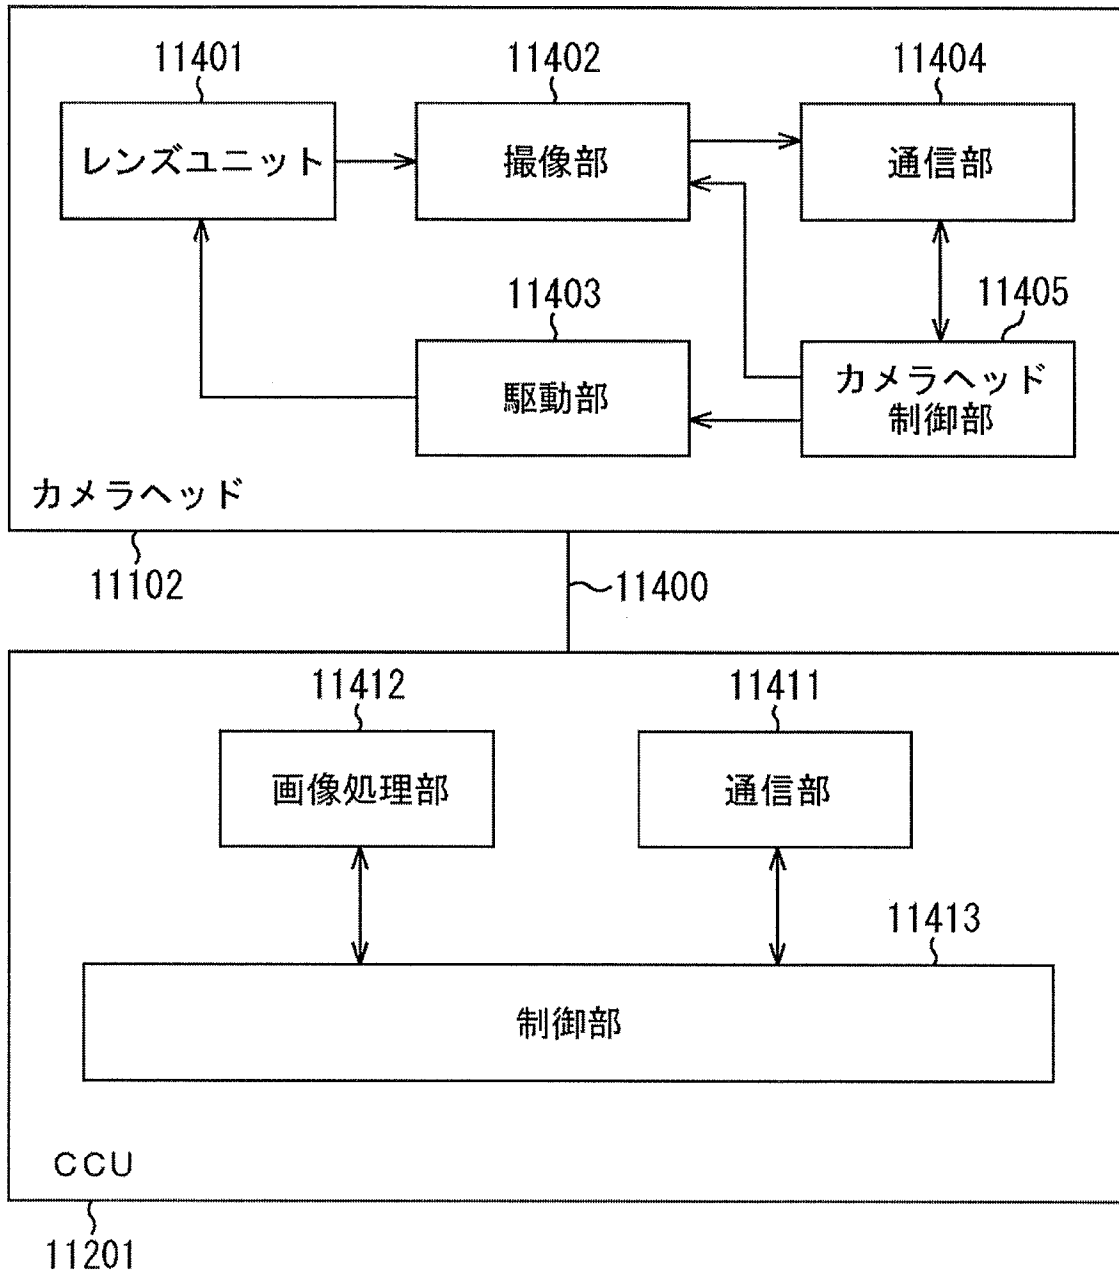 11401
11402
11404
レンズユニット
撮像部
通信部
11403
11405
駆動部
カメラヘッド
制御部
カメラヘッド
11102
11400
11412
11411
画像処理部
通信部
11413
制御部
CCU
11201